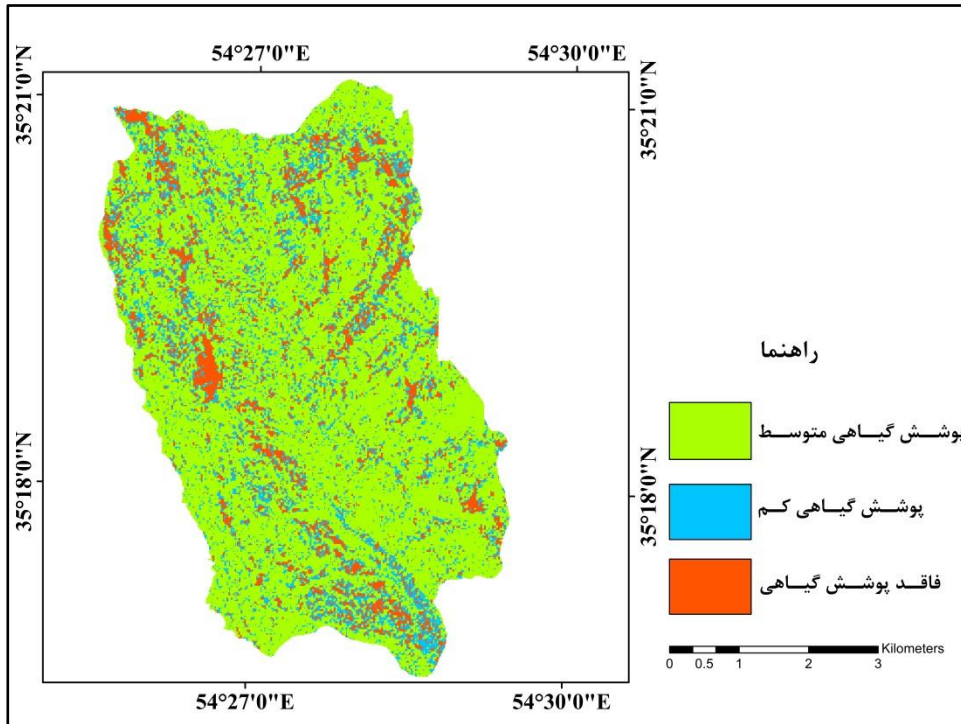 54°27'0"E 54°30'0"E
35°21'0"N
35°21'0"N
راهنما
پوشش گیاهی متوسط
35°18'0"N
35°18'0"N
پوشش گیاهی کم
فاقد پوشش گیاهی
Kilometers
0 0.5 1 2 3
54°27'0"E 54°30'0"E